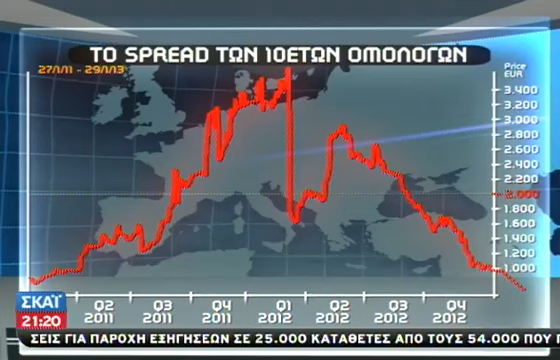 ΤΟ SPREAD ΤΩΝ 10ΕΤΩΝ ΟΜΟΛΟΓΩΝ
27/1/11 - 29/1/13
Price
EUR
3.400
3.200
3.000
2.800
2.600
2.400
2.200
2.000
1.800
1.600
1.400
1.200
1.000
Q2 Q3 Q4 Q1 Q2 Q3 Q4
2011 2011 2011 2012 2012 2012 2012
ΣΚΑΪ
21:20
ΣΕΙΣ ΓΙΑ ΠΑΡΟΧΗ ΕΞΗΓΗΣΕΩΝ ΣΕ 25.000 ΚΑΤΑΘΕΤΕΣ ΑΠΟ ΤΟΥΣ 54.000 ΠΟΥ